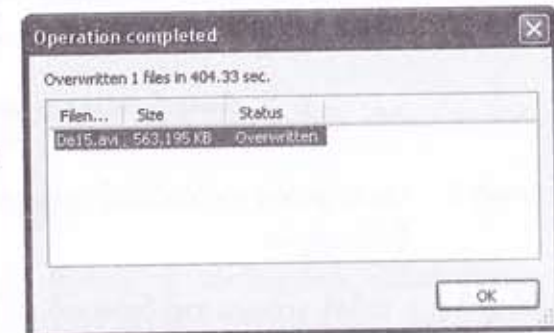 Operation completed
Overwritten 1 files in 404.33 sec.
Filen... Size Status
De15.avi 563,195 KB Overwritten
OK